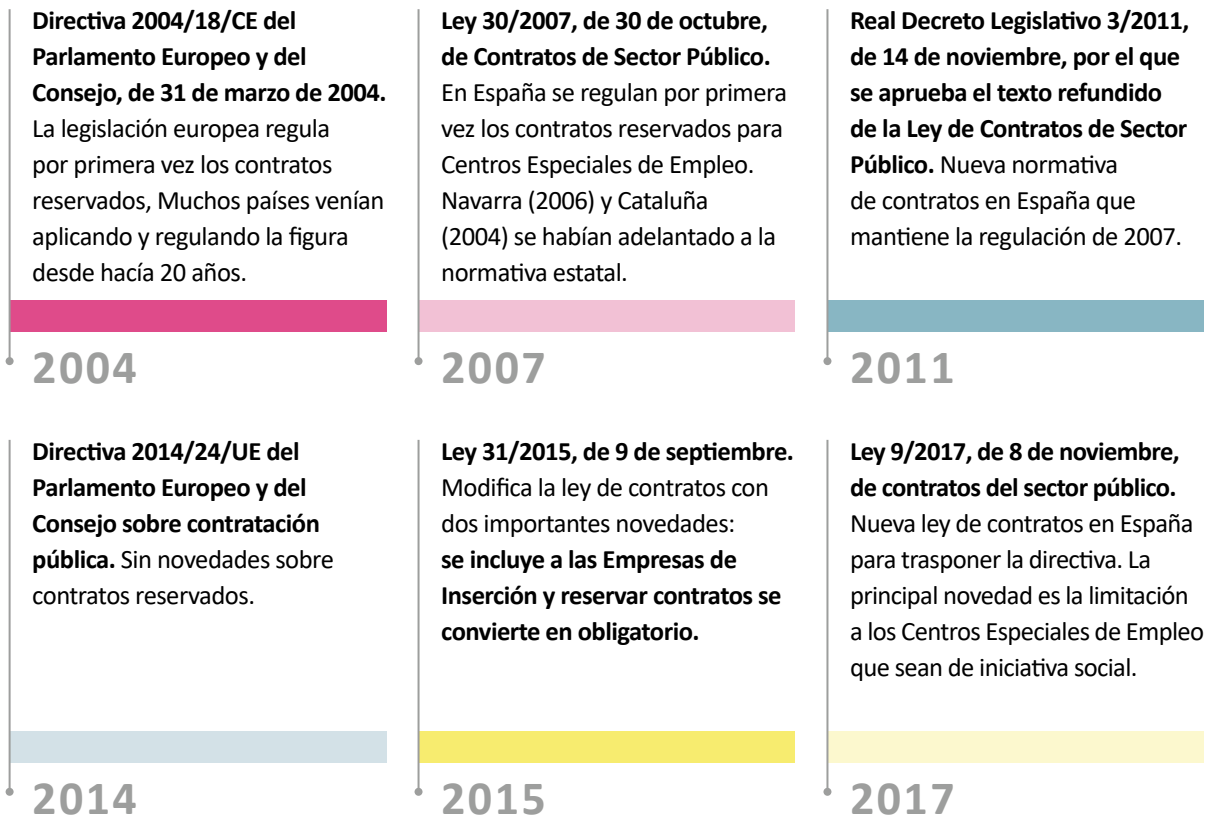 Directiva 2004/18/CE del
Parlamento Europeo y del
Consejo, de 31 de marzo de 2004.
La legislación europea regula
por primera vez los contratos
reservados, Muchos países venían
aplicando y regulando la figura
desde hacía 20 años.
2004
Ley 30/2007, de 30 de octubre,
de Contratos de Sector Público.
En España se regulan por primera
vez los contratos reservados para
Centros Especiales de Empleo.
Navarra (2006) y Cataluña
(2004) se habían adelantado a la
normativa estatal.
2007
Real Decreto Legislativo 3/2011,
de 14 de noviembre, por el que
se aprueba el texto refundido
de la Ley de Contratos de Sector
Público. Nueva normativa
de contratos en España que
mantiene la regulación de 2007.
2011
Directiva 2014/24/UE del
Parlamento Europeo y del
Consejo sobre contratación
pública. Sin novedades sobre
contratos reservados.
2014
Ley 31/2015, de 9 de septiembre.
Modifica la ley de contratos con
dos importantes novedades:
se incluye a las Empresas de
Inserción y reservar contratos se
convierte en obligatorio.
2015
Ley 9/2017, de 8 de noviembre,
de contratos del sector público.
Nueva ley de contratos en España
para trasponer la directiva. La
principal novedad es la limitación
a los Centros Especiales de Empleo
que sean de iniciativa social.
2017